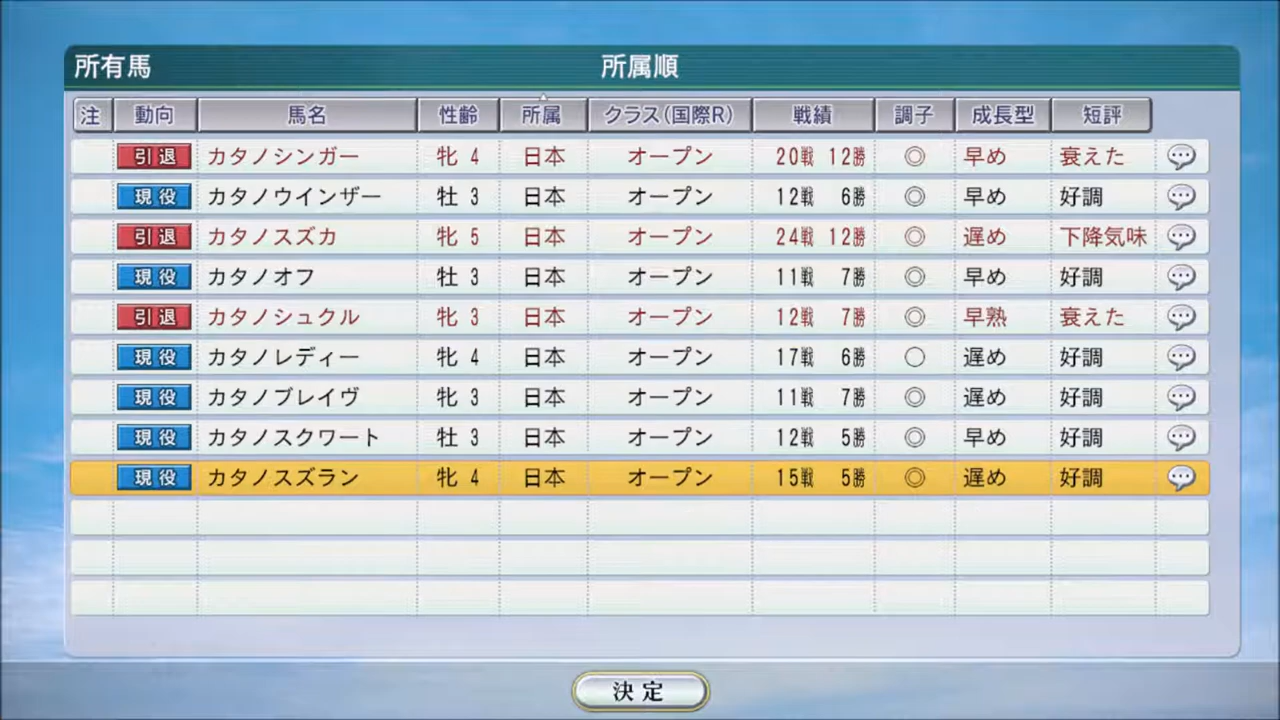 所有馬 所属順
注 動向 馬名 性齢 所属 クラス(国際R) 戦績 調子 成長型 短評
引退 カタノシンガー 牝 4 日本 オープン 20戦 12勝 ◎ 早め 衰えた
現役 カタノウインザー 牡 3 日本 オープン 12戦 6勝 ◎ 早め 好調
引退 カタノスズカ 牝 5 日本 オープン 24戦 12勝 ◎ 遅め 下降気味
現役 カタノオフ 牡 3 日本 オープン 11戦 7勝 ◎ 早め 好調
引退 カタノシュクル 牝 3 日本 オープン 12戦 7勝 ◎ 早熟 衰えた
現役 カタノレディー 牝 4 日本 オープン 17戦 6勝 ○ 遅め 好調
現役 カタノブレイヴ 牝 3 日本 オープン 11戦 7勝 ◎ 遅め 好調
現役 カタノスクワート 牡 3 日本 オープン 12戦 5勝 ◎ 早め 好調
現役 カタノスズラン 牝 4 日本 オープン 15戦 5勝 ◎ 遅め 好調
決定